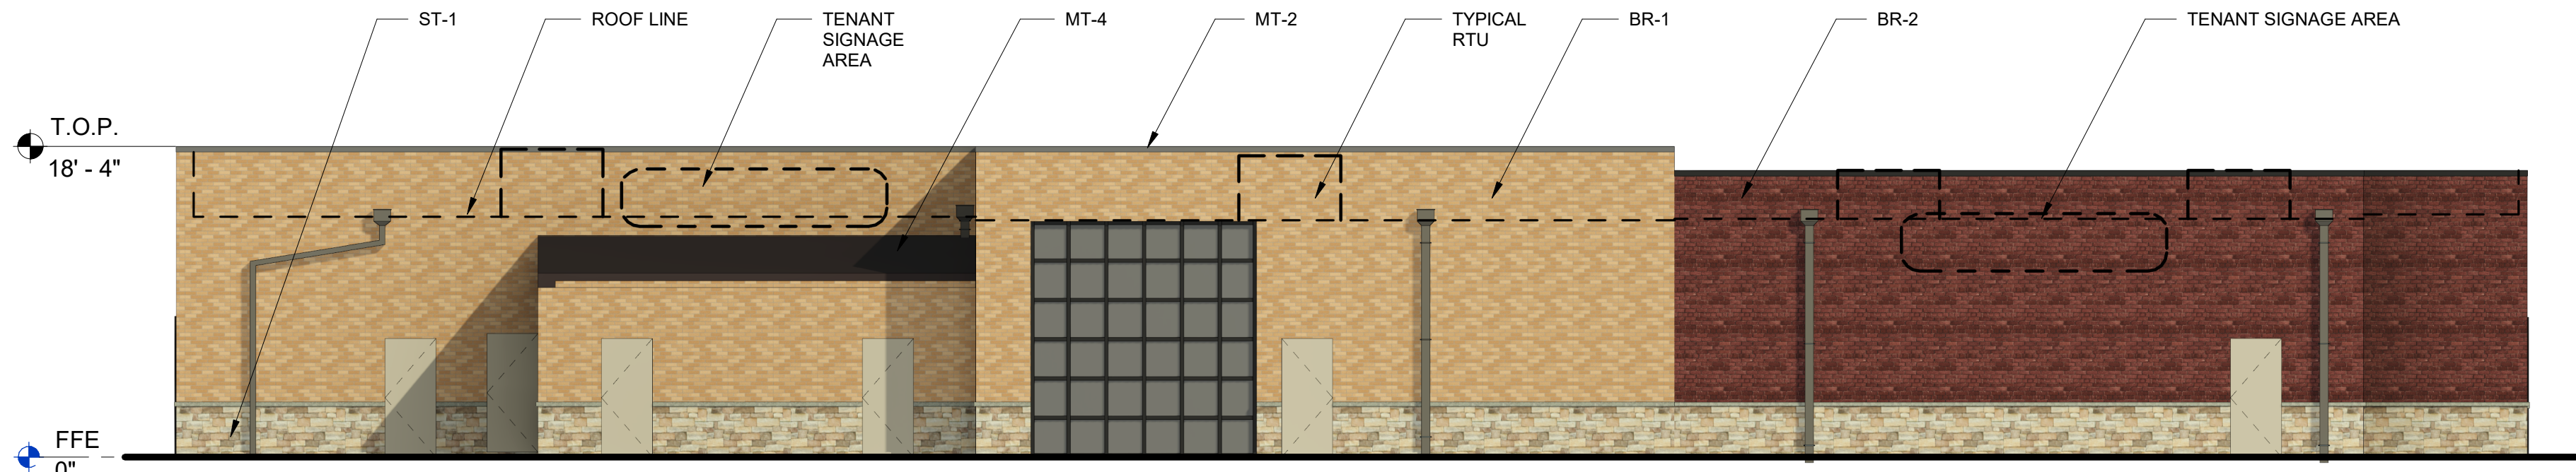 ST-1
ROOF LINE
TENANT
SIGNAGE
AREA
MT-4
MT-2
TYPICAL
RTU
BR-1
BR-2
TENANT SIGNAGE AREA
T.O.P.
18' - 4"
FFE
0"